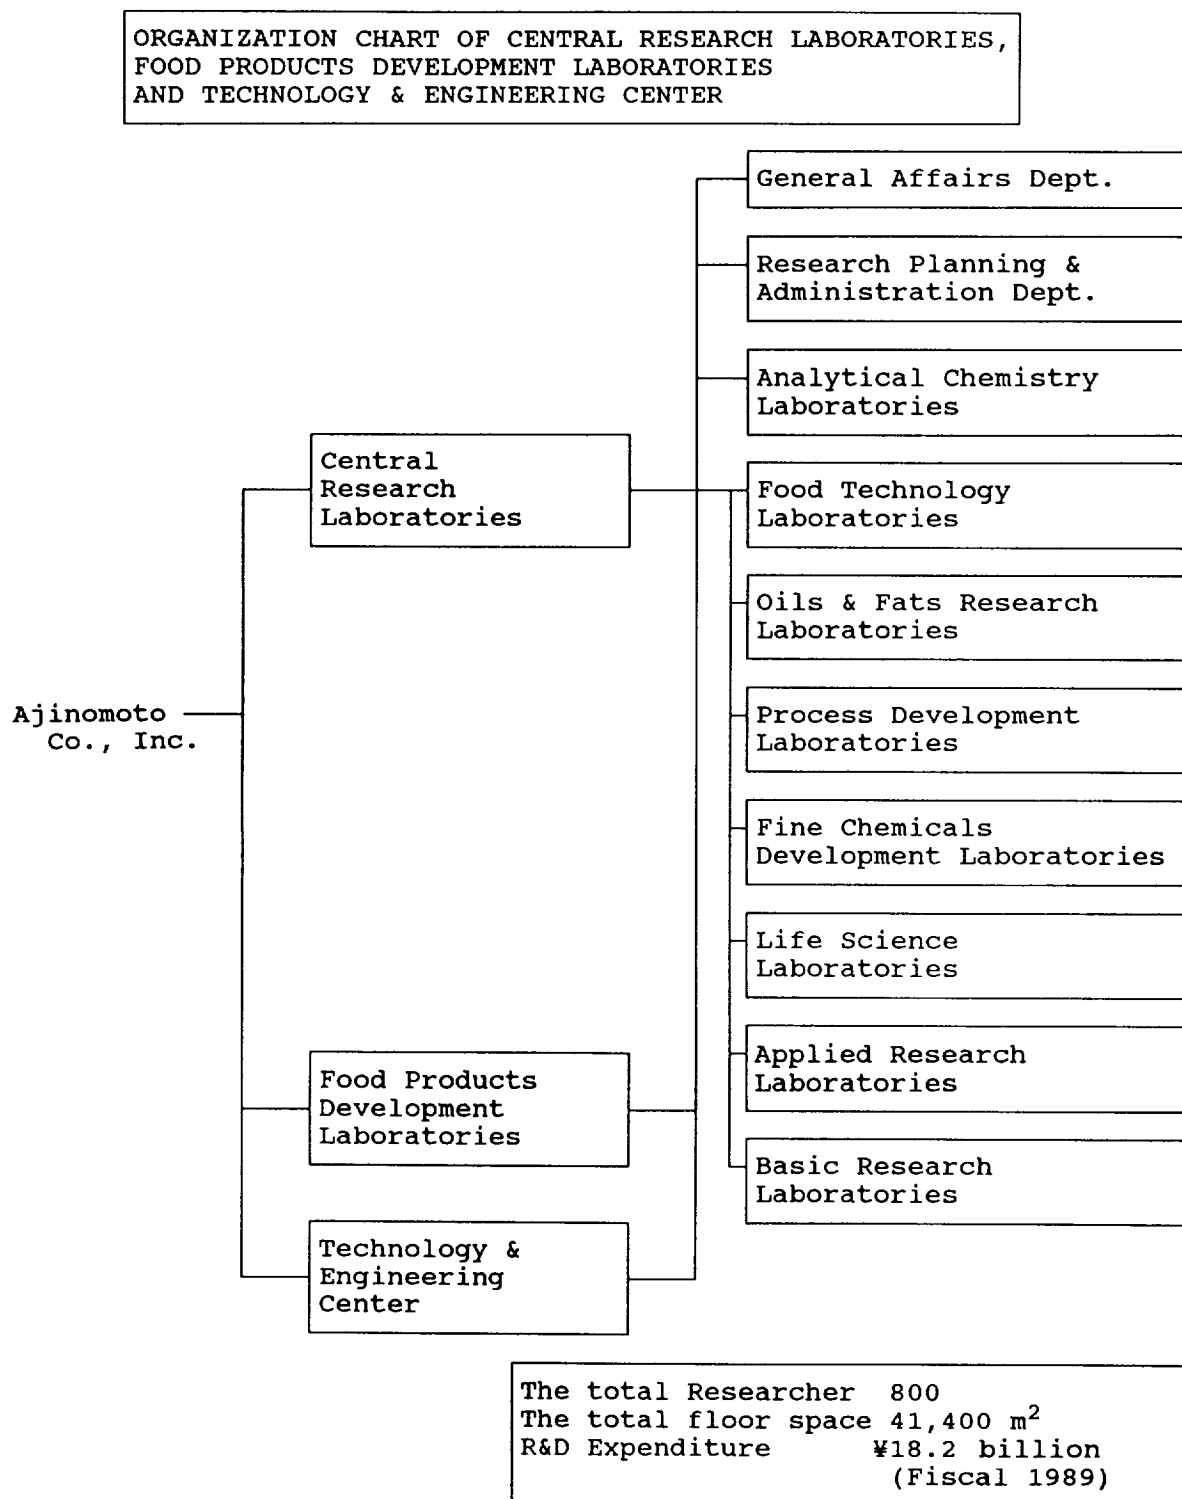 ORGANIZATION CHART OF CENTRAL RESEARCH LABORATORIES,
FOOD PRODUCTS DEVELOPMENT LABORATORIES
AND TECHNOLOGY & ENGINEERING CENTER
General Affairs Dept.
Research Planning &
Administration Dept.
Analytical Chemistry
Laboratories
Central
Research
Laboratories
Food Technology
Laboratories
Oils & Fats Research
Laboratories
Ajinomoto
Co., Inc.
Process Development
Laboratories
Fine Chemicals
Development Laboratories
Life Science
Laboratories
Food Products
Development
Laboratories
Applied Research
Laboratories
Basic Research
Laboratories
Technology &
Engineering
Center
The total Researcher 800
The total floor space 41,400 m²
R&D Expenditure ¥18.2 billion
(Fiscal 1989)